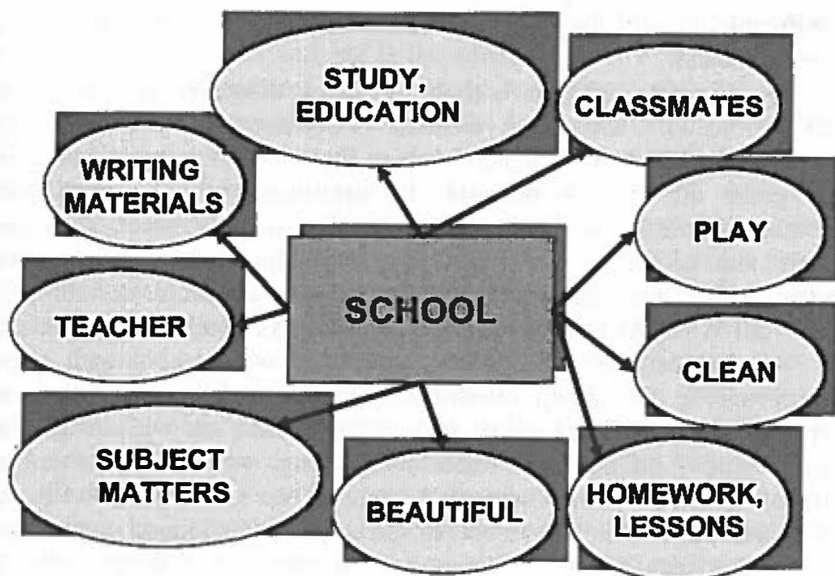 STUDY,
EDUCATION
CLASSMATES
WRITING
MATERIALS
PLAY
SCHOOL
TEACHER
CLEAN
SUBJECT
MATTERS
BEAUTIFUL
HOMEWORK,
LESSONS